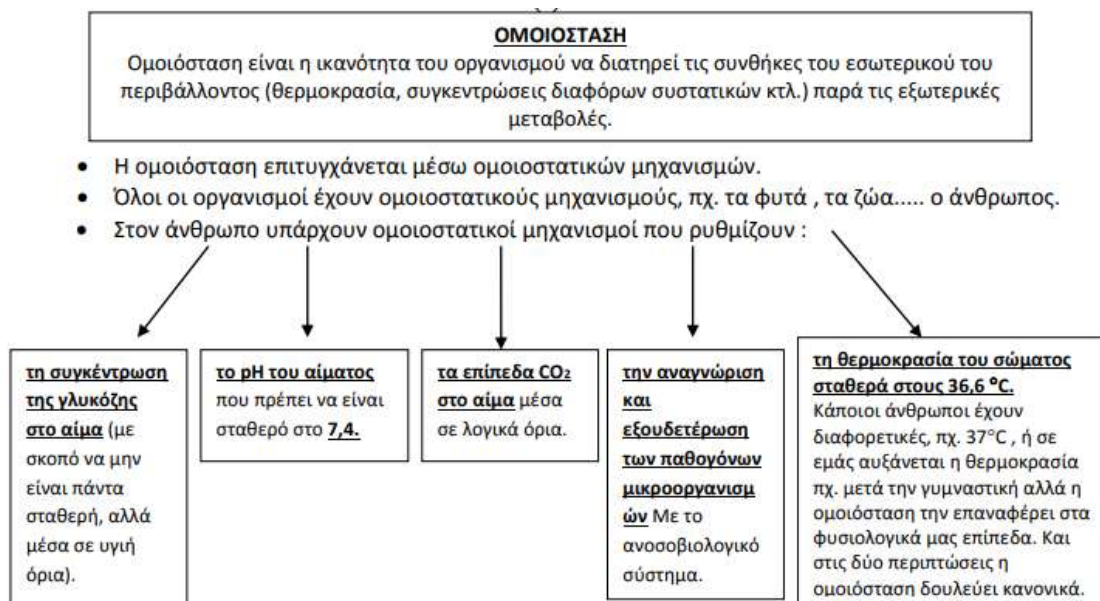 ΟΜΟΙΟΣΤΑΣΗ
Ομοιόσταση είναι η ικανότητα του οργανισμού να διατηρεί τις συνθήκες του εσωτερικού του
περιβάλλοντος (θερμοκρασία, συγκεντρώσεις διαφόρων συστατικών κτλ.) παρά τις εξωτερικές
μεταβολές.
• Η ομοιόσταση επιτυγχάνεται μέσω ομοιοστατικών μηχανισμών.
• Όλοι οι οργανισμοί έχουν ομοιοστατικούς μηχανισμούς, πχ. τα φυτά , τα ζώα..... ο άνθρωπος.
• Στον άνθρωπο υπάρχουν ομοιοστατικοί μηχανισμοί που ρυθμίζουν :
τη συγκέντρωση
της γλυκόζης
στο αίμα (με
σκοπό να μην
είναι πάντα
σταθερή, αλλά
μέσα σε υγιή
όρια).
το pH του αίματος
που πρέπει να είναι
σταθερό στο 7,4.
τα επίπεδα CO₂
στο αίμα μέσα
σε λογικά όρια.
την αναγνώριση
και
εξουδετέρωση
των παθογόνων
μικροοργανισμ
ών Με το
ανοσοβιολογικό
σύστημα.
τη θερμοκρασία του σώματος
σταθερά στους 36,6 °C.
Κάποιοι άνθρωποι έχουν
διαφορετικές, πχ. 37°C , ή σε
εμάς αυξάνεται η θερμοκρασία
πχ. μετά την γυμναστική αλλά η
ομοιόσταση την επαναφέρει στα
φυσιολογικά μας επίπεδα. Και
στις δύο περιπτώσεις η
ομοιόσταση δουλεύει κανονικά.